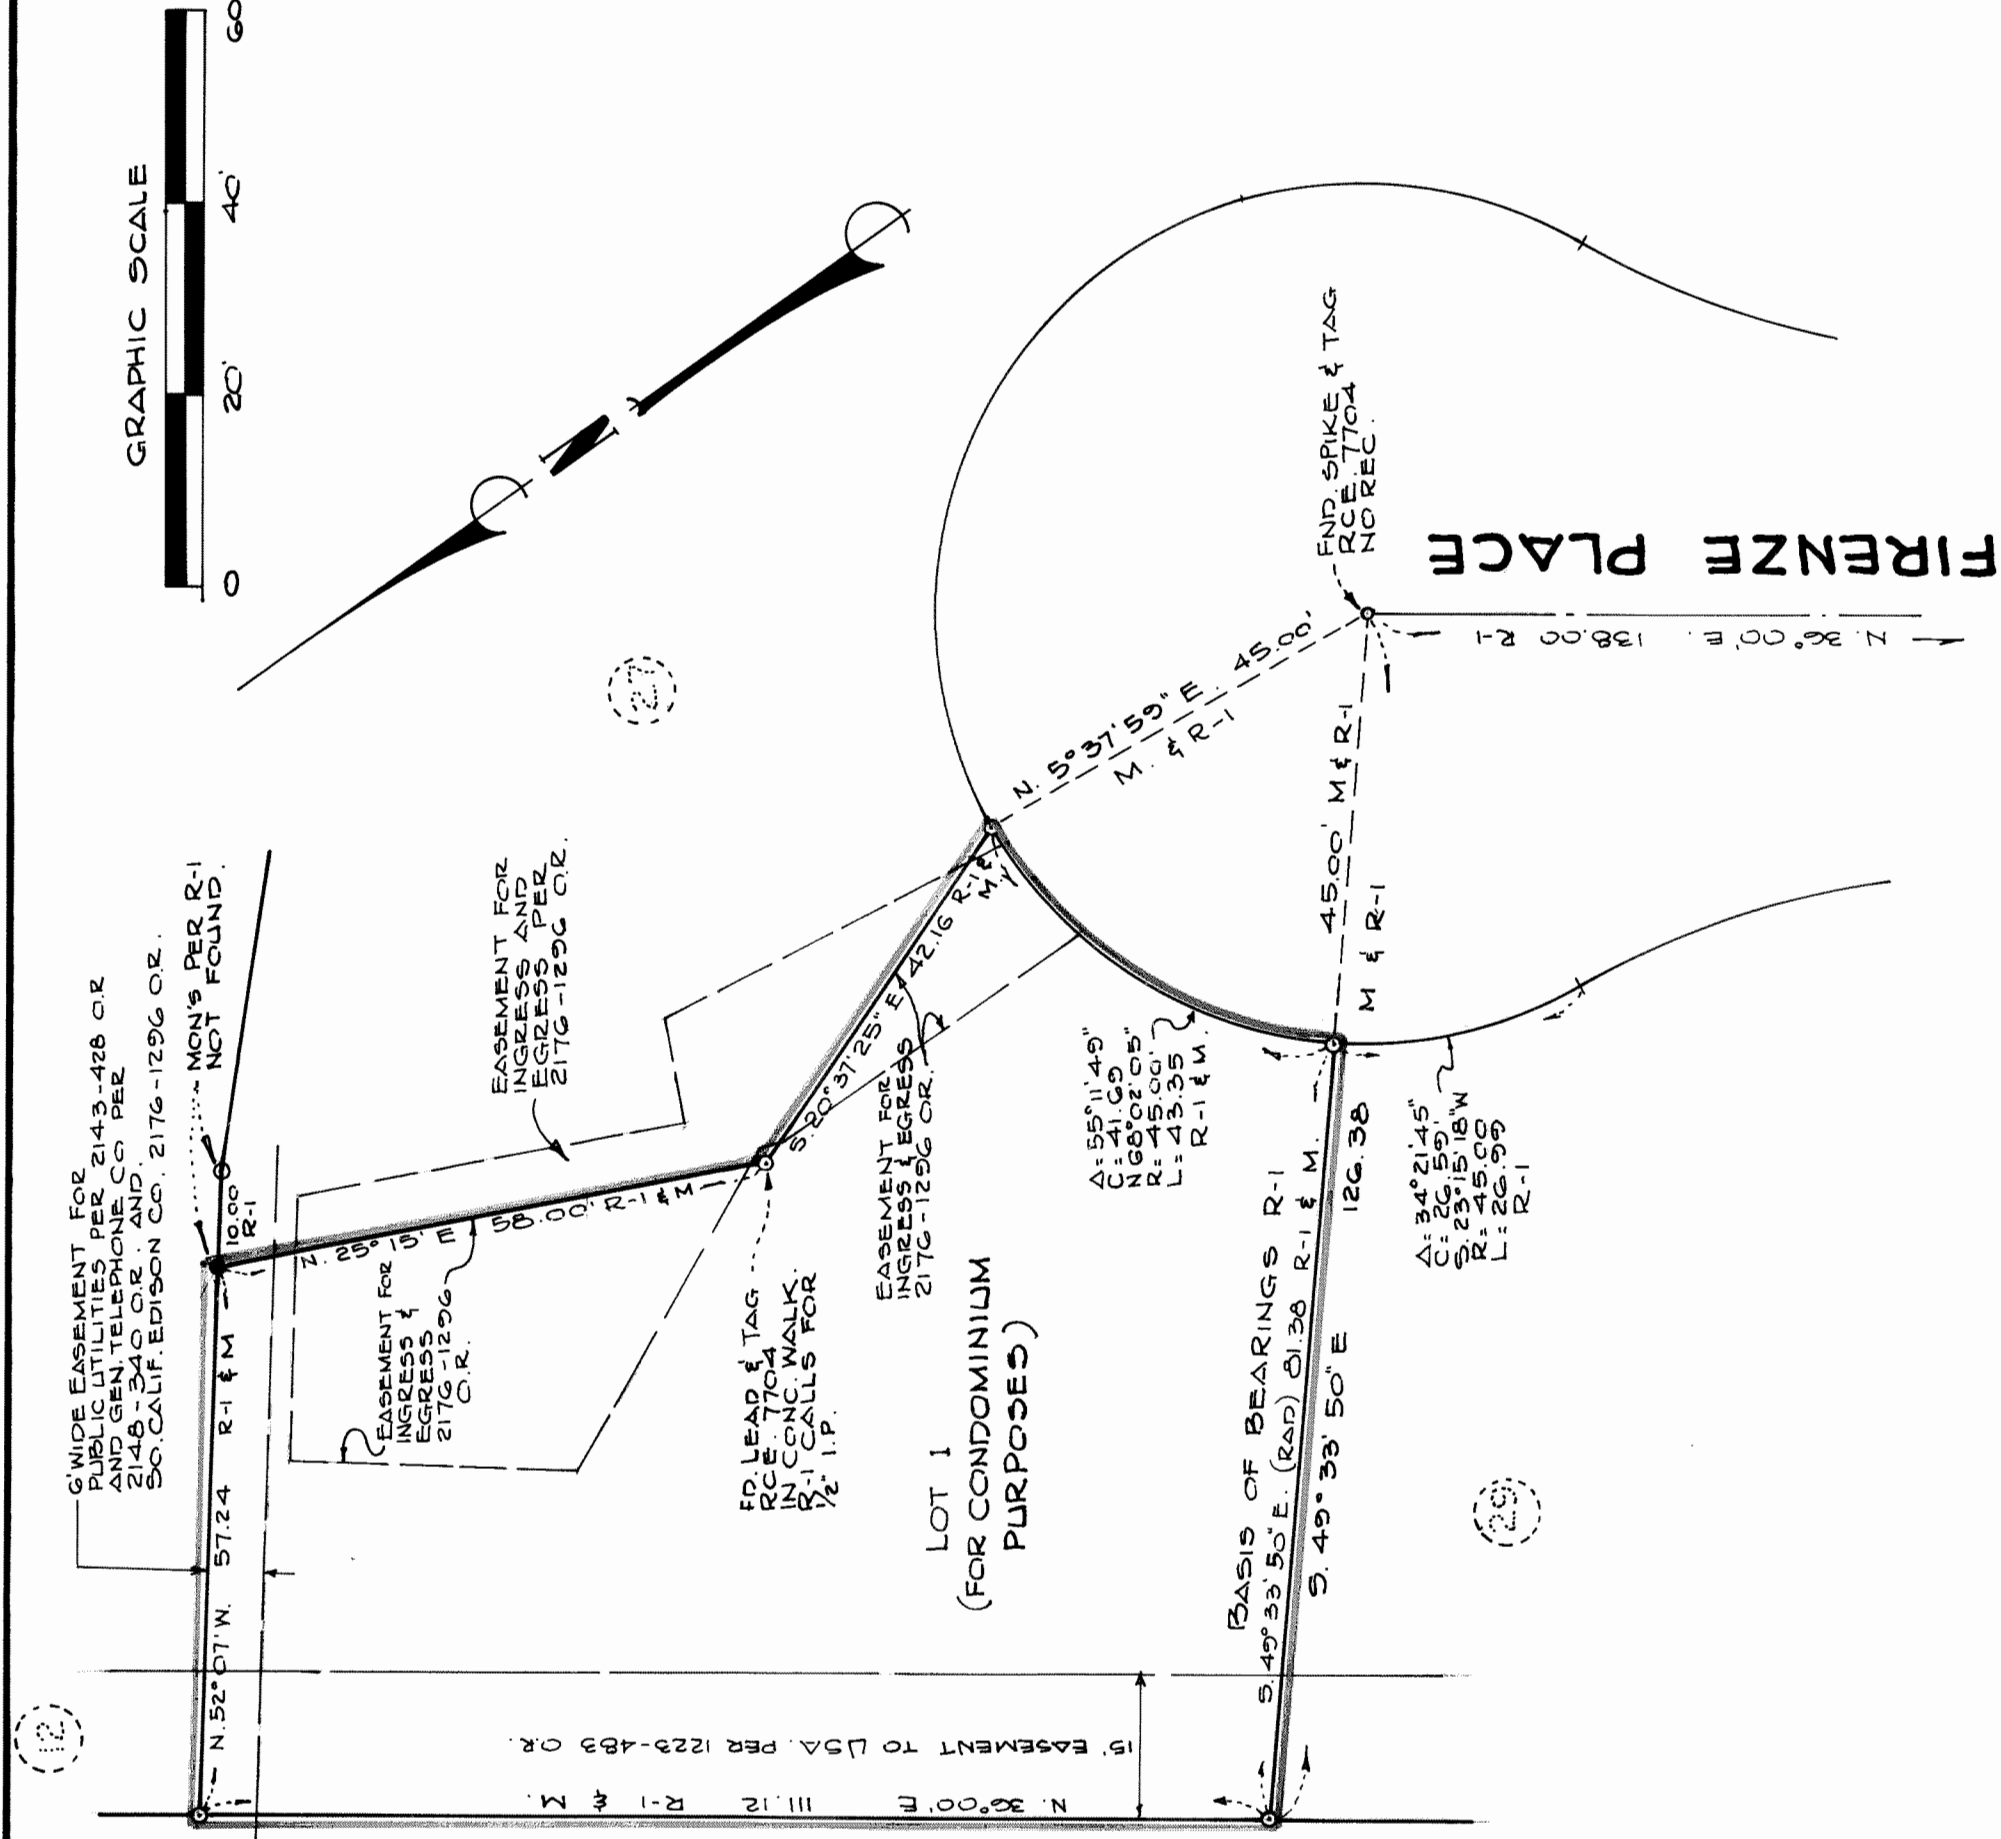 GRAPHIC SCALE
0 20' 40' 60
N
6' WIDE EASEMENT FOR
PUBLIC UTILITIES PER 2143-428 O.R
AND GEN. TELEPHONE CO PER
2148-340 O.R. AND
SO. CALIF. EDISON CO. 2176-1296 O.R.
MON'S PER R-1
NOT FOUND.
10.00
R-1
12
N. 52° 07' W. 57.24 R-1 & M
N. 25° 15' E 58.00' R-1 & M
EASEMENT FOR
INGRESS &
EGRESS
2176-1296
O.R.
EASEMENT FOR
INGRESS AND
EGRESS PER
2176-1296 O.R.
27
FD. LEAD & TAG
RCE. 7704
IN CONC. WALK.
R-1 CALLS FOR
1/2" I.P.
S. 20° 37' 25" E 42.16 R-1 &
M.
EASEMENT FOR
INGRESS & EGRESS
2176-1296 O.R.
LOT 1
(FOR CONDOMINIUM
PURPOSES)
N. 5° 37' 59" E. 45.00'
M. & R-1
FND. SPIKE & TAG
RCE. 7704
NO REC.
FIRENZE PLACE
N. 36° 00' E. 138.00 R-1
45.00' M & R-1
M & R-1
Δ = 55° 11' 49"
C = 41.69
N 68° 02' 05"
R = 45.00'
L = 43.35
R-1 & M.
Δ = 34° 21' 45"
C = 26.59'
S. 23° 15' 18" W
R = 45.00
L = 26.99
R-1
BASIS OF BEARINGS R-1
S. 49° 33' 50" E. (RAD) 81.38 R-1 & M.
S. 49° 33' 50" E 126.38
29
15' EASEMENT TO USA. PER 1223-483 O.R.
N. 36° 00' E 111.12 R-1 & M.